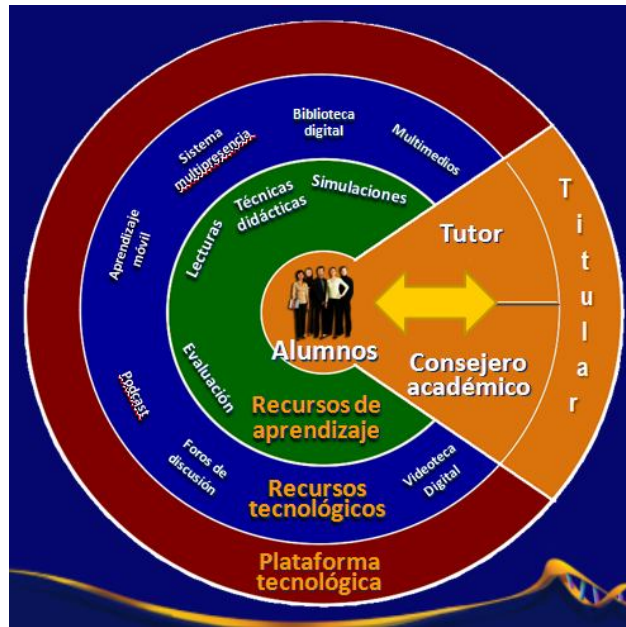 Biblioteca
digital
Sistema
multipresencia
Multimedios
Simulaciones
Técnicas
didácticas
Lecturas
Aprendizaje
móvil
Tutor
Titular
Alumnos
Consejero
académico
Evaluación
Podcast
Recursos de
aprendizaje
Foros de
discusión
Videoteca
Digital
Recursos
tecnológicos
Plataforma
tecnológica